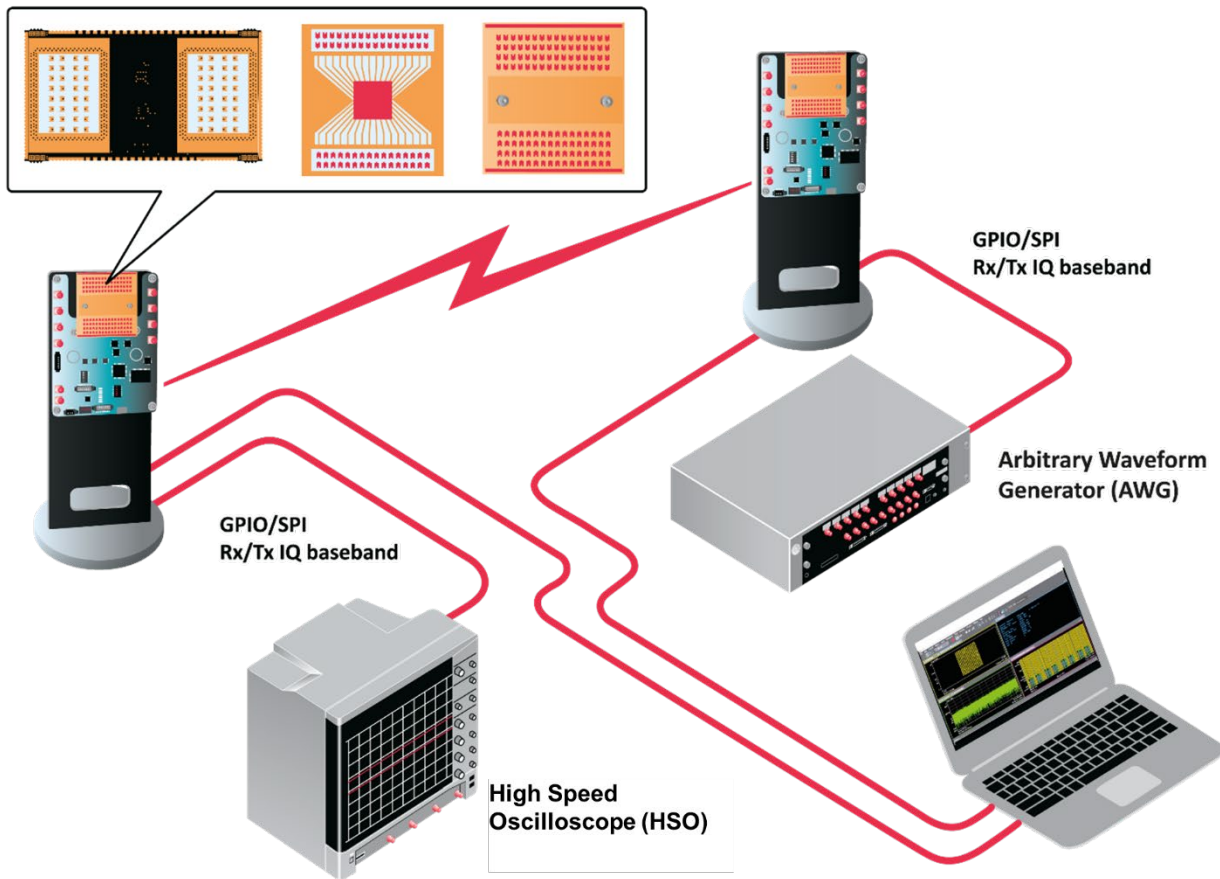 GPIO/SPI
Rx/Tx IQ baseband
Arbitrary Waveform
Generator (AWG)
GPIO/SPI
Rx/Tx IQ baseband
High Speed
Oscilloscope (HSO)